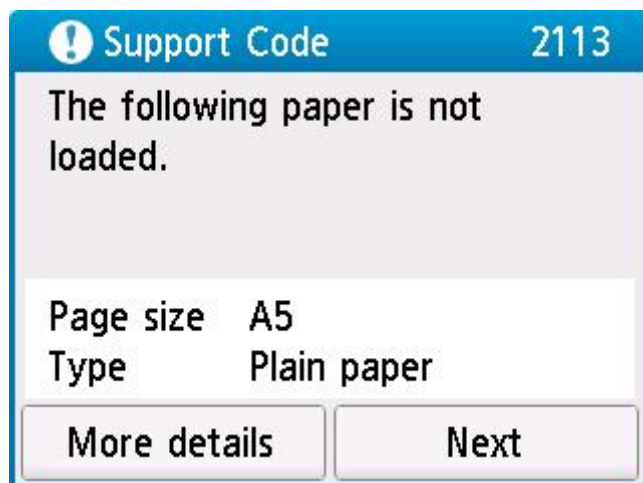 Support Code 2113
The following paper is not
loaded.
Page size A5
Type Plain paper
More details Next